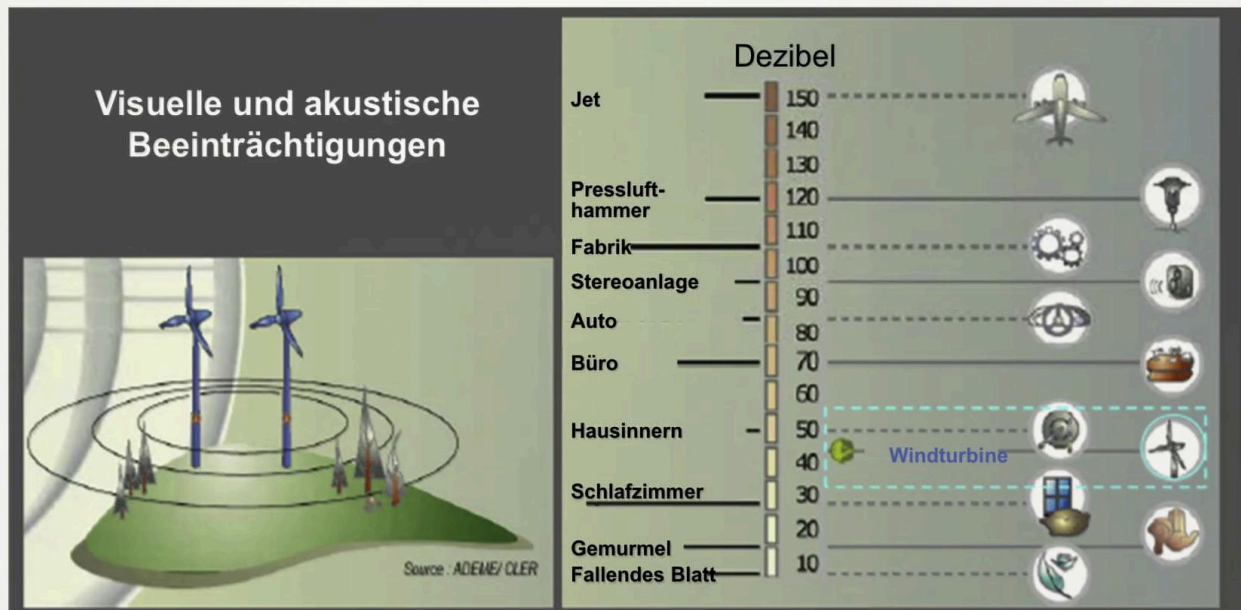 Visuelle und akustische
Beeinträchtigungen
Source : ADEME/ CLER
Dezibel
Jet
150
140
130
Pressluft-
hammer
120
110
Fabrik
100
Stereoanlage
90
Auto
80
Büro
70
60
Hausinnern
50
Windturbine
40
Schlafzimmer
30
20
Gemurmel
10
Fallendes Blatt